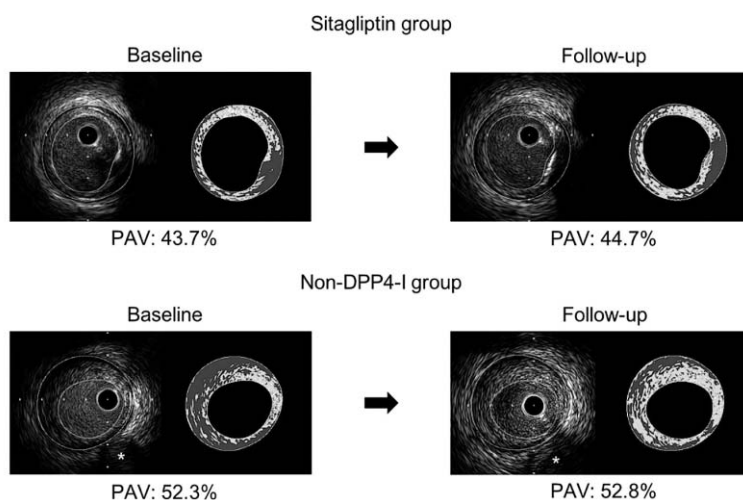 Sitagliptin group
Baseline
Follow-up
PAV: 43.7%
PAV: 44.7%
Non-DPP4-I group
Baseline
Follow-up
*
*
PAV: 52.3%
PAV: 52.8%